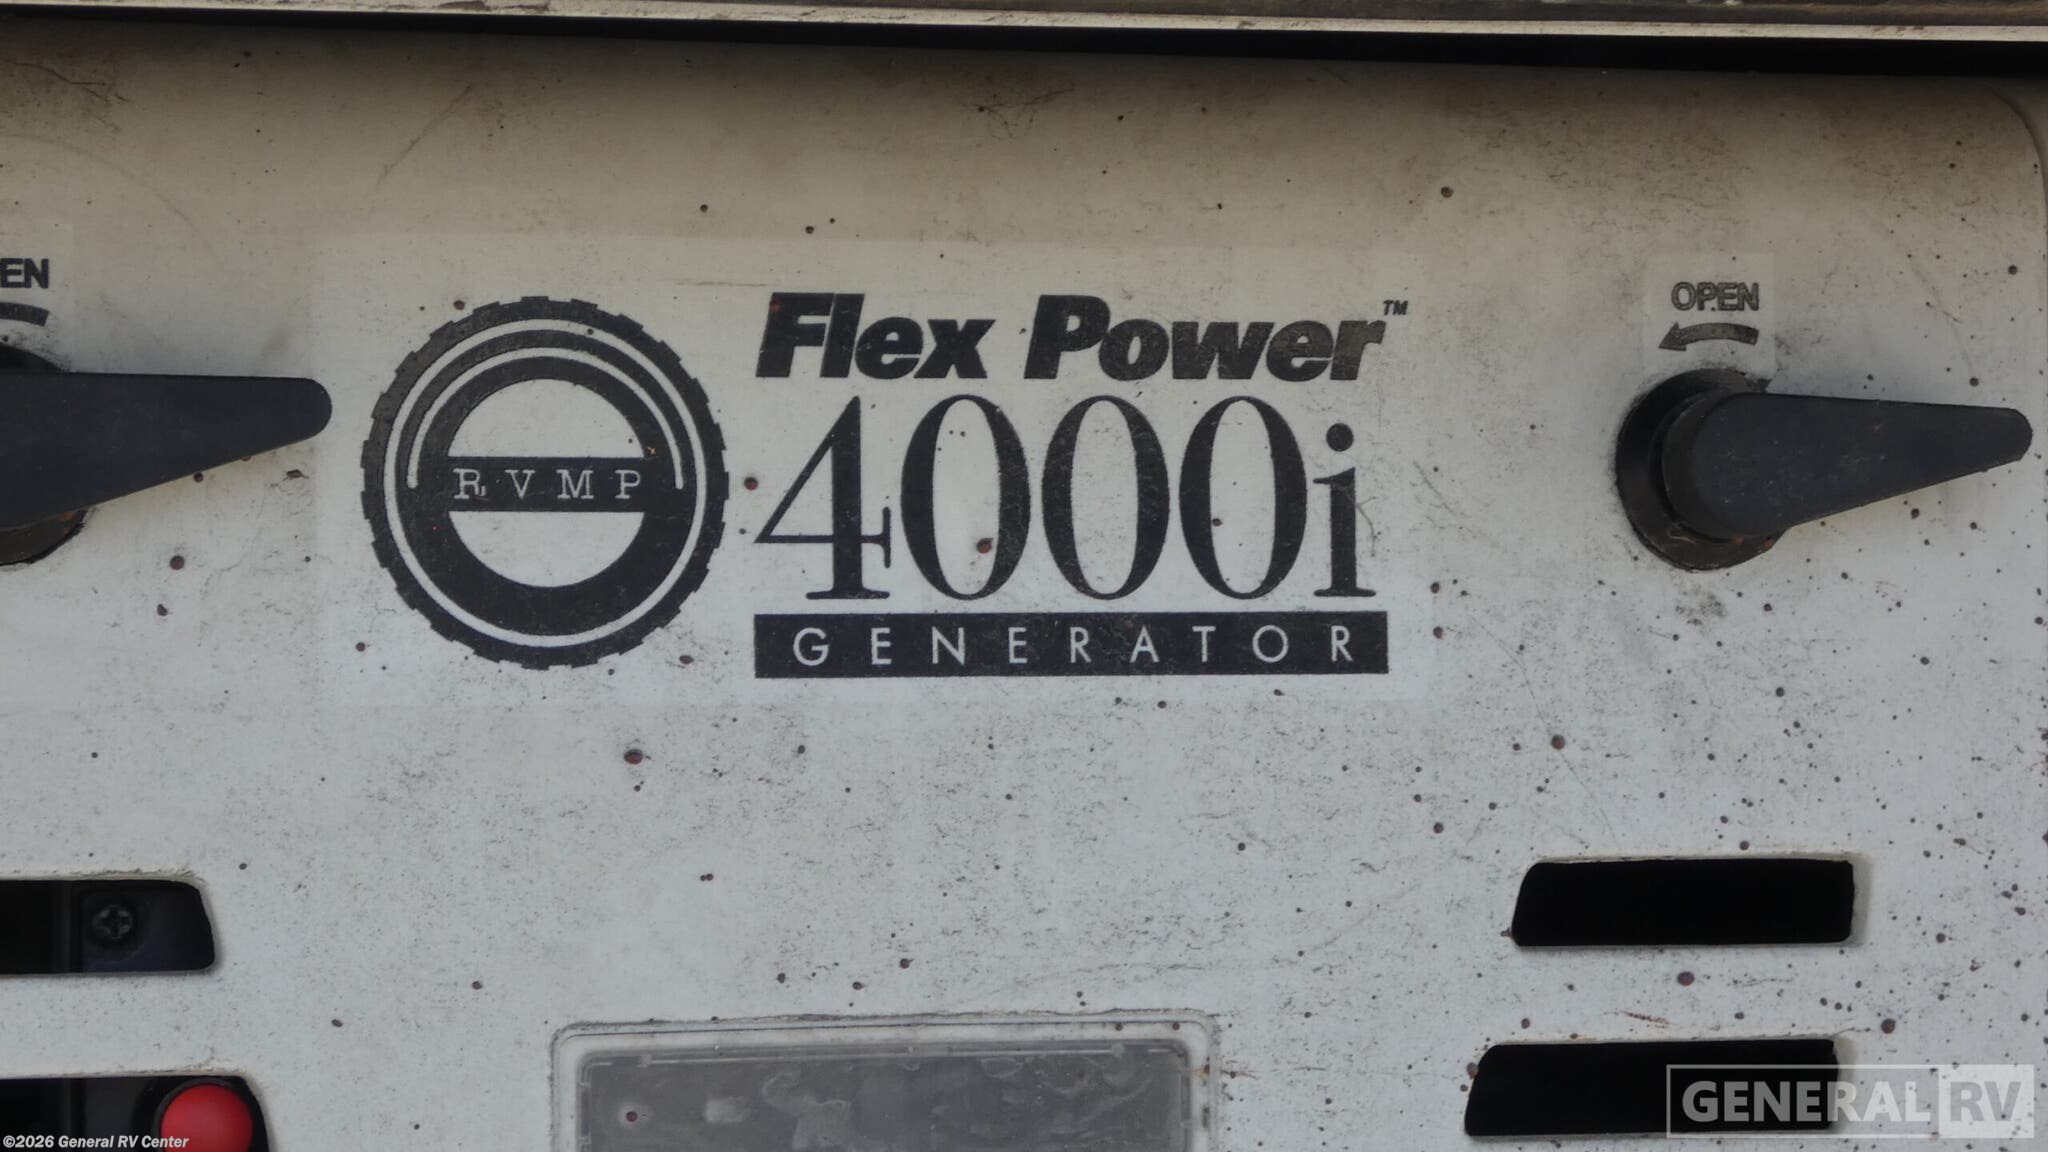 EN
RVMP
Flex Power™
4000i
GENERATOR
OPEN
GENERAL RV
©2026 General RV Center